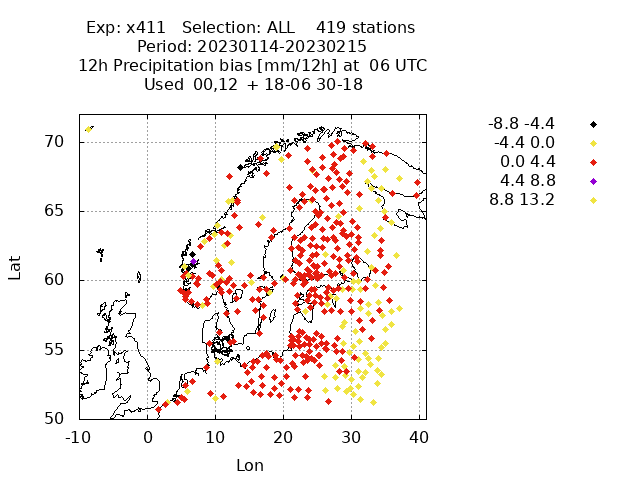 Exp: x411   Selection: ALL    419 stations
Period: 20230114-20230215
12h Precipitation bias [mm/12h] at  06 UTC
Used  00,12  + 18-06 30-18
-8.8 -4.4
-4.4 0.0
0.0 4.4
4.4 8.8
8.8 13.2
70
65
60
55
50
Lat
-10 0 10 20 30 40
Lon